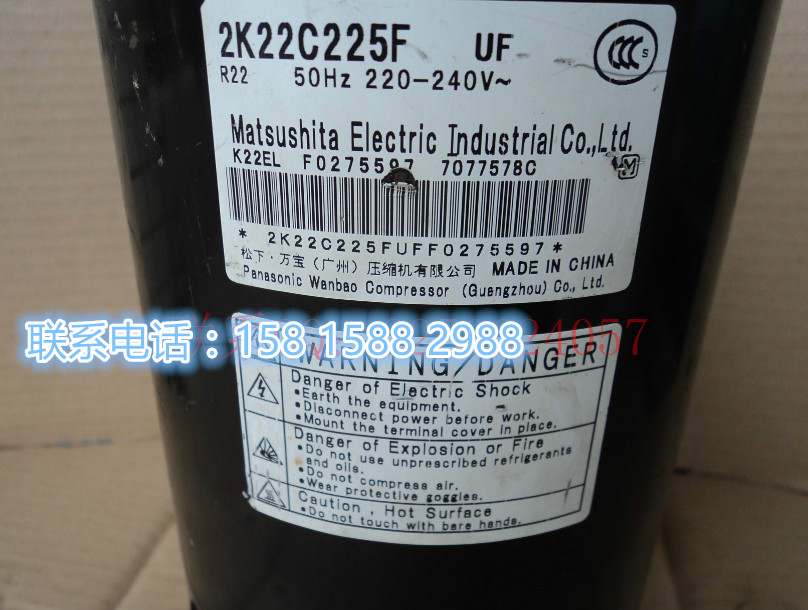 2K22C225F UF
CCC S
R22 50Hz 220-240V~
Matsushita Electric Industrial Co.,Ltd.
K22EL F0275597 7077578C
M
* 2K22C225FUFF0275597 *
松下·万宝(广州)压缩机有限公司 MADE IN CHINA
Panasonic Wanbao Compressor (Guangzhou) Co., Ltd.
联系电话：158 1588 2988
24057
WARNING/DANGER
Danger of Electric Shock
•Earth the equipment.
•Disconnect power before work.
•Mount the terminal cover in place.
Danger of Explosion or Fire
•Do not use unprescribed refrigerants
and oils.
•Do not compress air.
•Wear protective goggles.
Caution , Hot Surface
•Do not touch with bare hands.